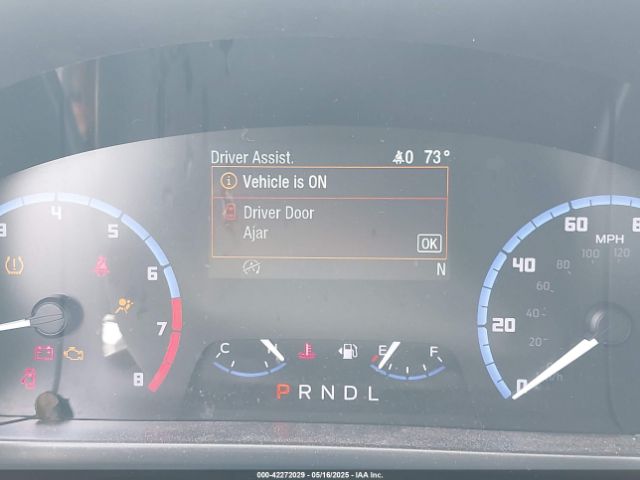 Driver Assist. 0 73°
Vehicle is ON
Driver Door
Ajar
OK
N
3 4 5 6 7 8
0 20 40 60 8
MPH
20 40 60 80 100 120
C H E F
P R N D L
000-42272029 - 05/16/2025 - IAA Inc.